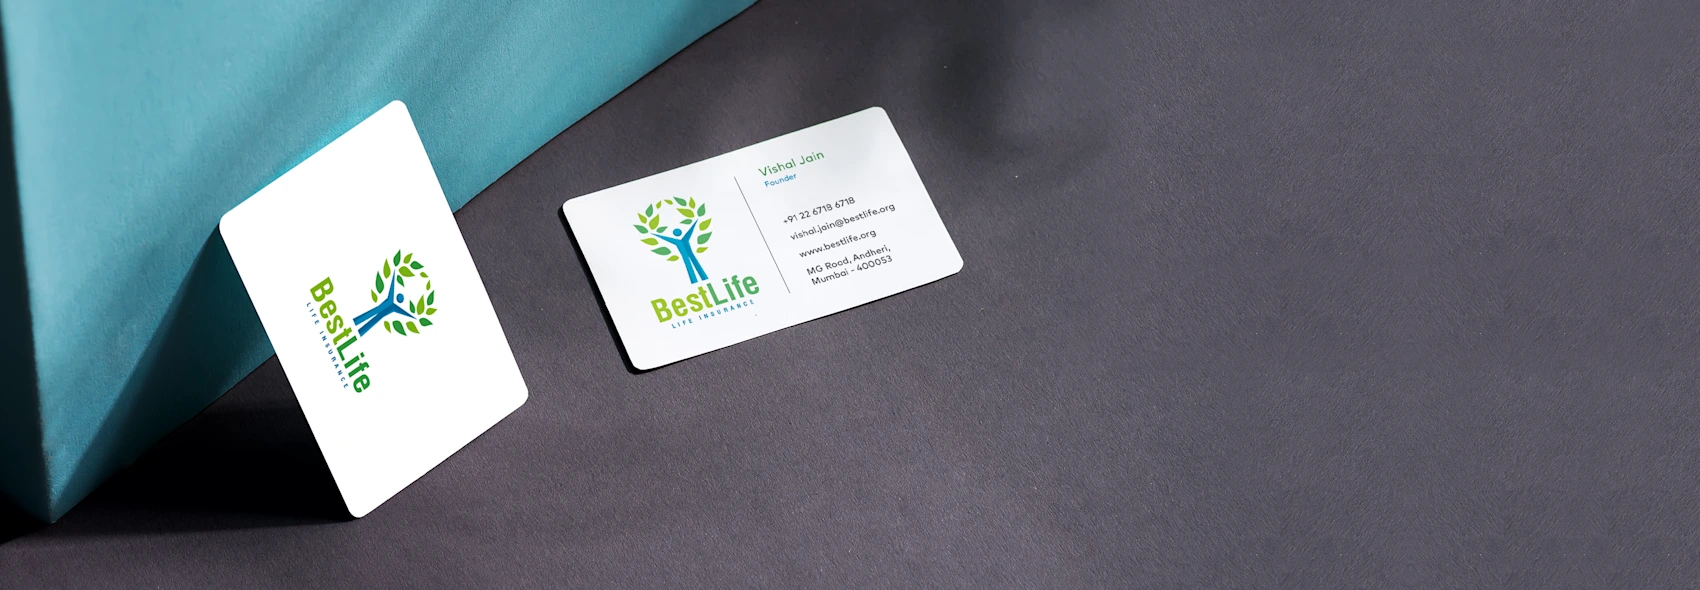 BestLife
LIFE INSURANCE
BestLife
LIFE INSURANCE
Vishal Jain
Founder
+91 22 6718 6718
vishal.jain@bestlife.org
www.bestlife.org
MG Road, Andheri,
Mumbai - 400053